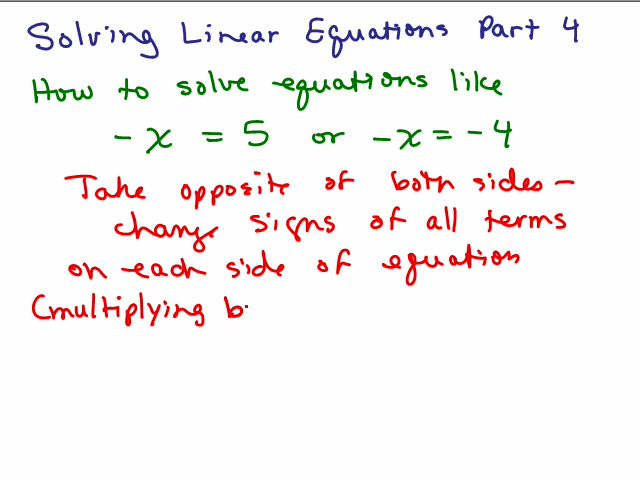 Solving Linear Equations Part 4
How to solve equations like
-x = 5 or -x = -4
Take opposite of both sides -
change signs of all terms
on each side of equation
(multiplying b